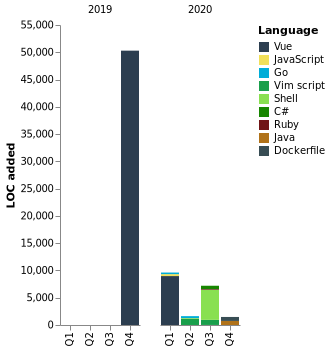 2019
2020
55,000
50,000
45,000
40,000
35,000
30,000
25,000
20,000
15,000
10,000
5,000
0
LOC added
Q1
Q2
Q3
Q4
Q1
Q2
Q3
Q4
Language
Vue
JavaScript
Go
Vim script
Shell
C#
Ruby
Java
Dockerfile